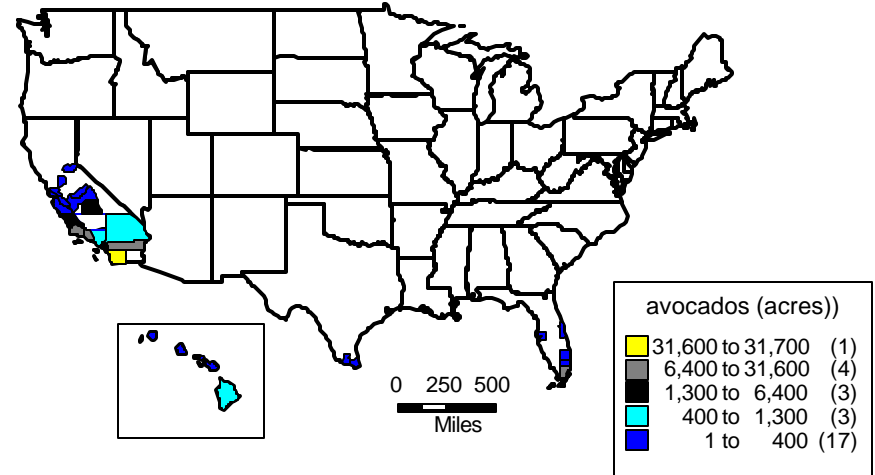 avocados (acres))
31,600 to 31,700 (1)
6,400 to 31,600 (4)
1,300 to 6,400 (3)
400 to 1,300 (3)
1 to 400 (17)
0 250 500
Miles